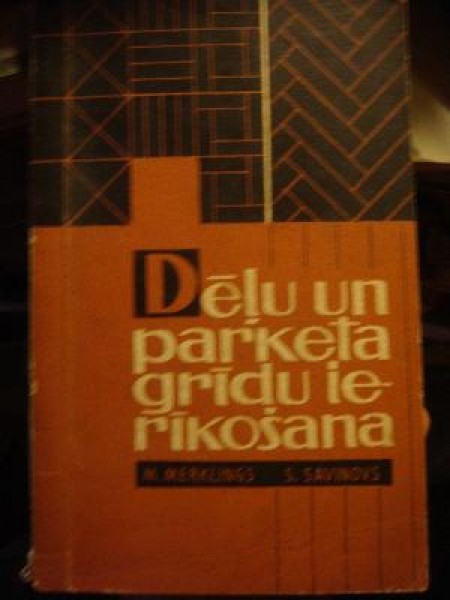 Dēļu un
parketa
grīdu ie-
rīkošana
M. MERKLINGS S. SAVINOVS